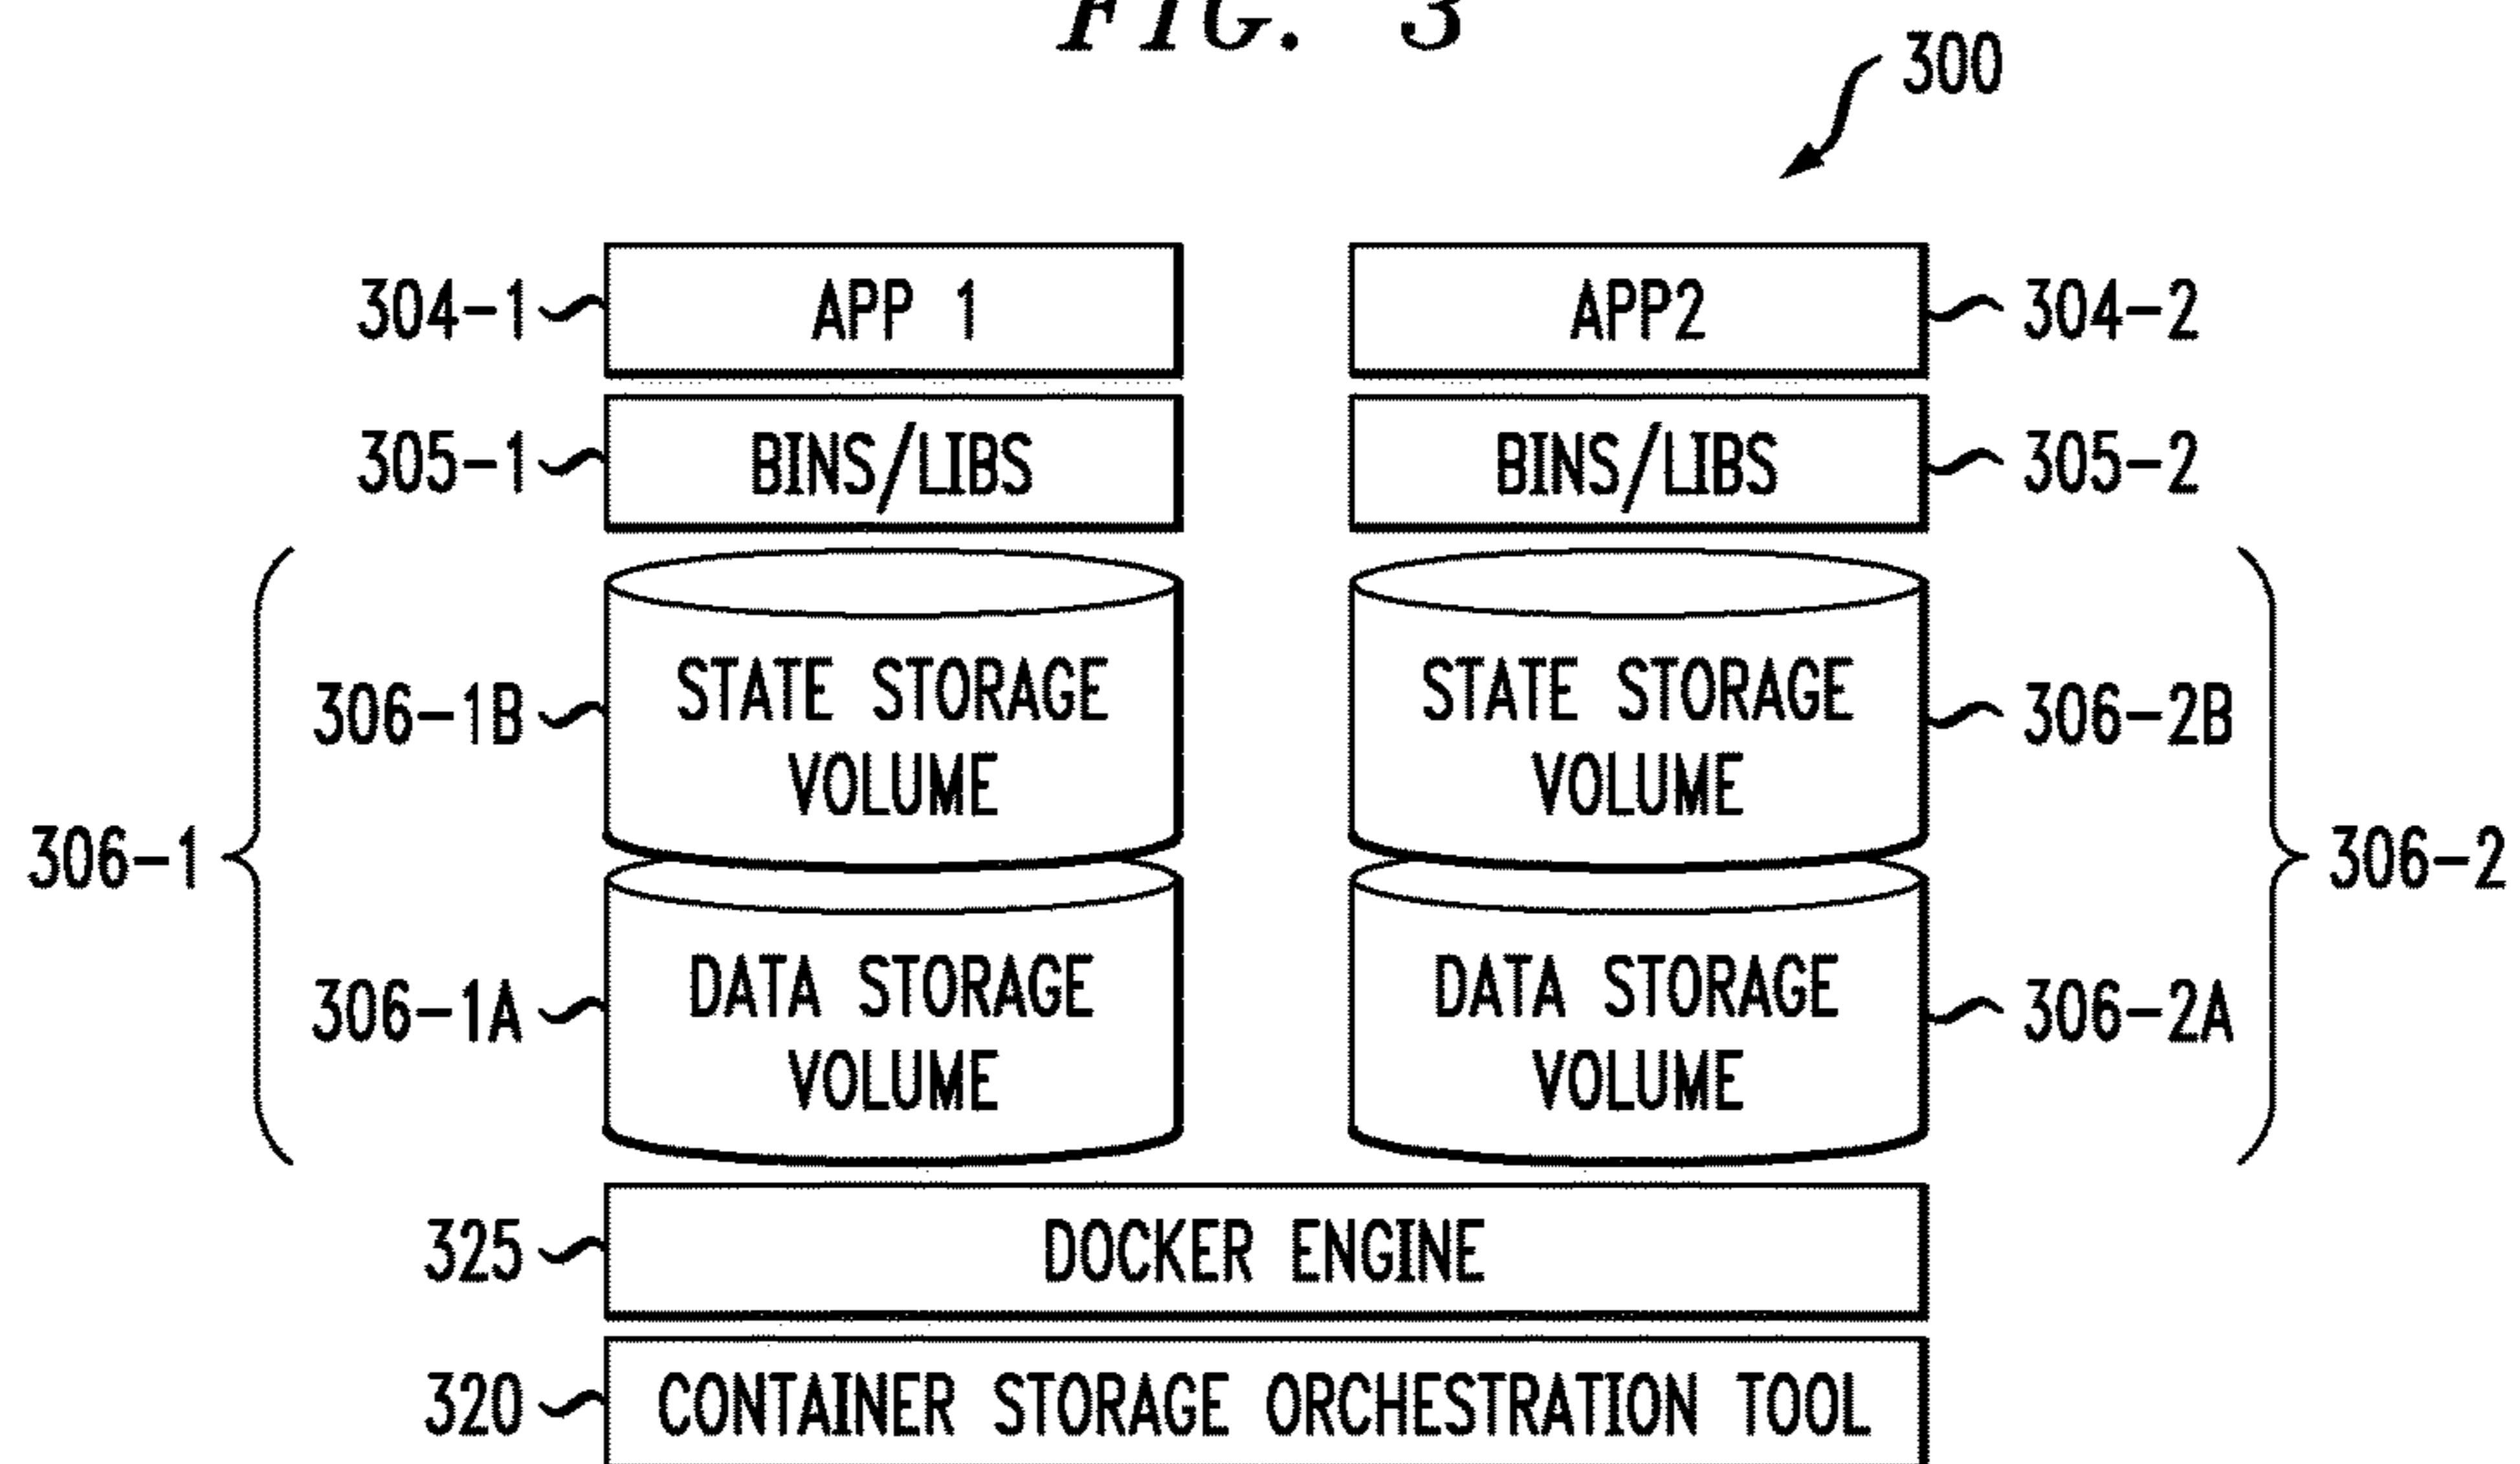 FIG. 3
300
304-1 APP 1 APP2 304-2
305-1 BINS/LIBS BINS/LIBS 305-2
306-1B STATE STORAGE VOLUME STATE STORAGE VOLUME 306-2B
306-1 306-2
306-1A DATA STORAGE VOLUME DATA STORAGE VOLUME 306-2A
325 DOCKER ENGINE
320 CONTAINER STORAGE ORCHESTRATION TOOL